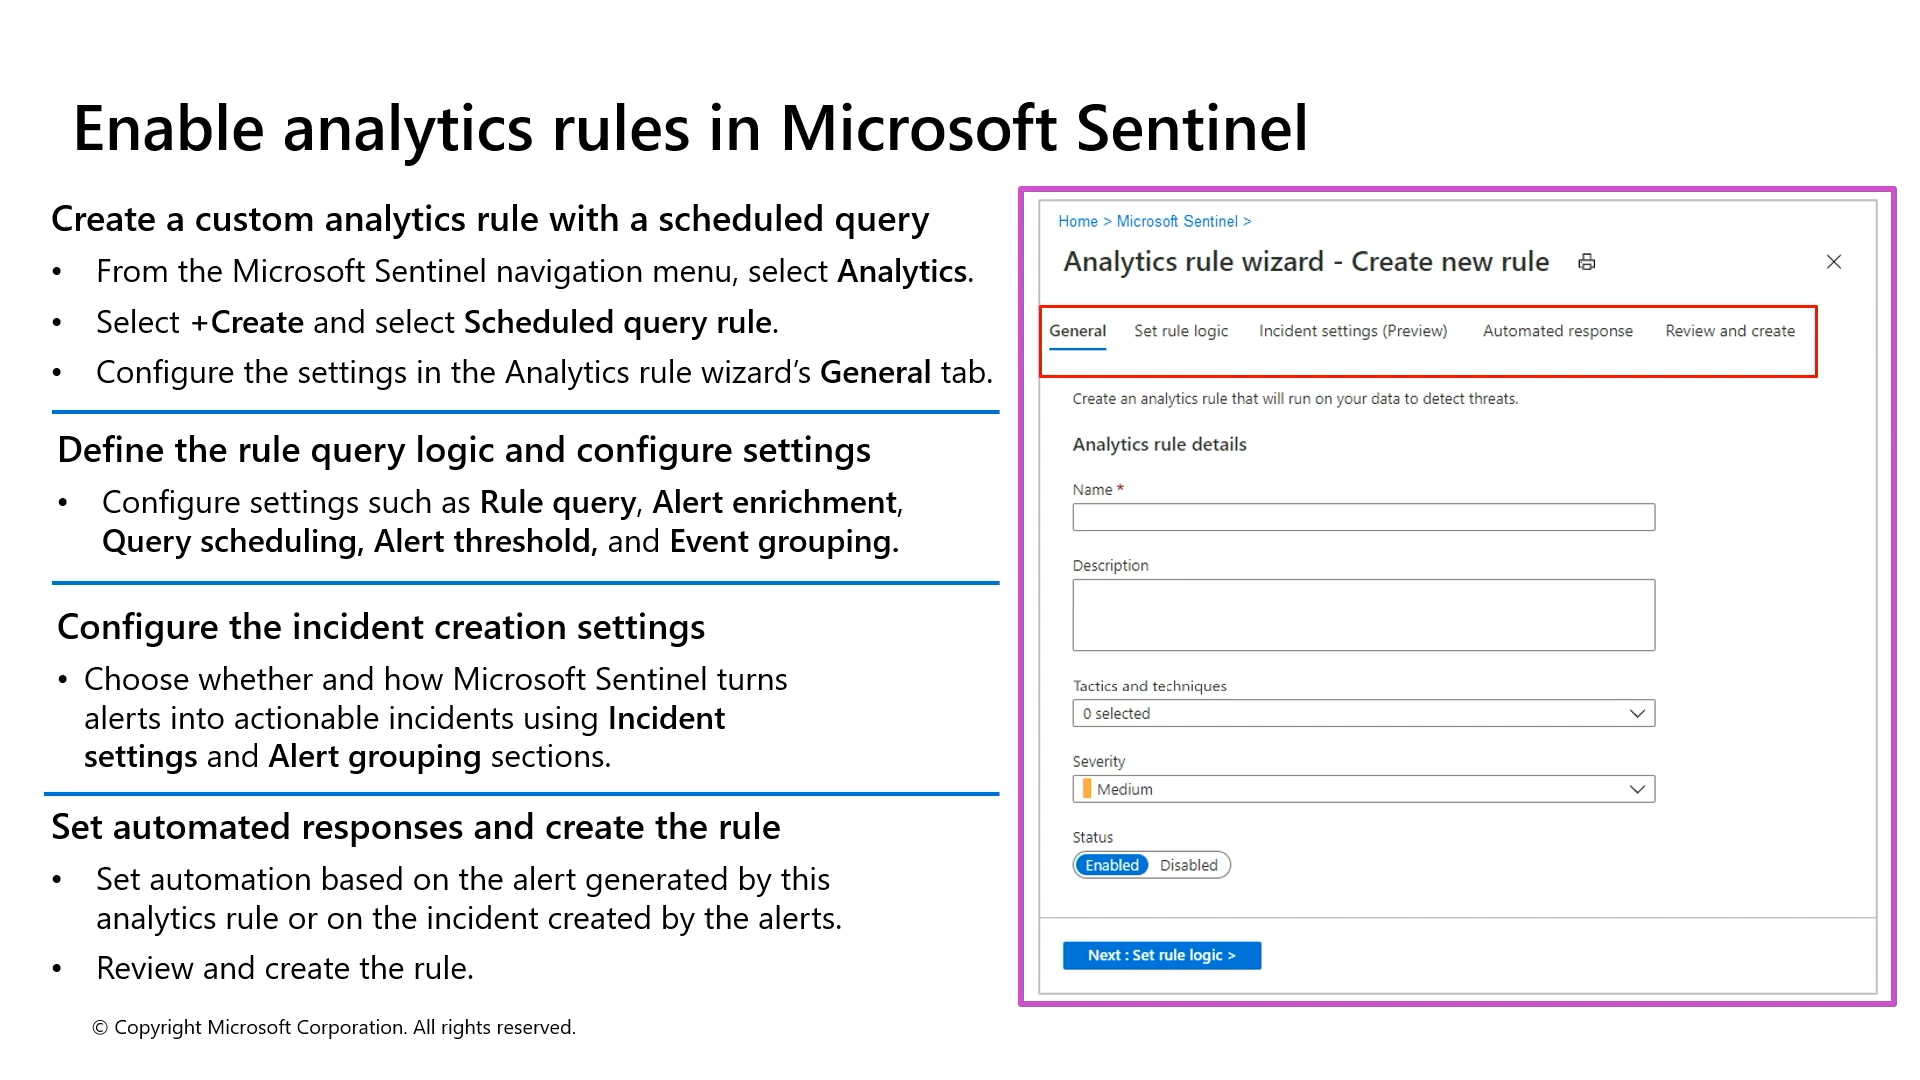 Enable analytics rules in Microsoft Sentinel
Create a custom analytics rule with a scheduled query
• From the Microsoft Sentinel navigation menu, select Analytics.
• Select +Create and select Scheduled query rule.
• Configure the settings in the Analytics rule wizard’s General tab.
Define the rule query logic and configure settings
• Configure settings such as Rule query, Alert enrichment,
Query scheduling, Alert threshold, and Event grouping.
Configure the incident creation settings
• Choose whether and how Microsoft Sentinel turns
alerts into actionable incidents using Incident
settings and Alert grouping sections.
Set automated responses and create the rule
• Set automation based on the alert generated by this
analytics rule or on the incident created by the alerts.
• Review and create the rule.
© Copyright Microsoft Corporation. All rights reserved.
Home > Microsoft Sentinel >
Analytics rule wizard - Create new rule
General Set rule logic Incident settings (Preview) Automated response Review and create
Create an analytics rule that will run on your data to detect threats.
Analytics rule details
Name *
Description
Tactics and techniques
0 selected
Severity
Medium
Status
Enabled Disabled
Next : Set rule logic >